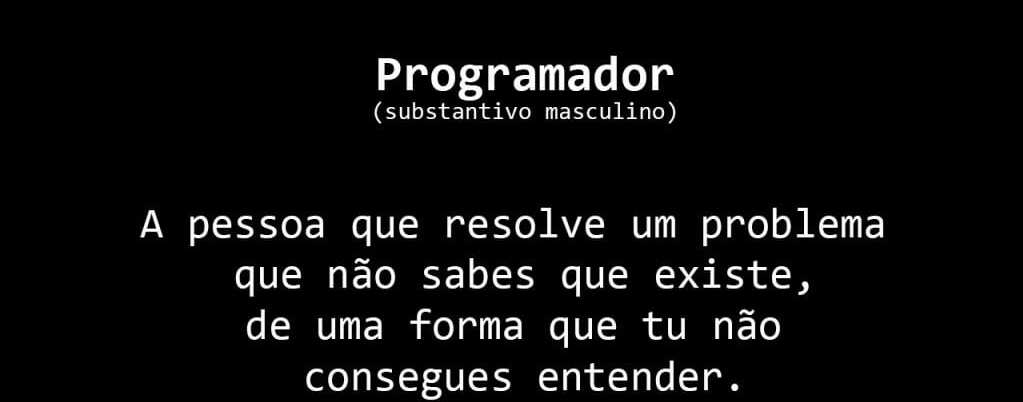 Programador
(substantivo masculino)
A pessoa que resolve um problema
que não sabes que existe,
de uma forma que tu não
consegues entender.